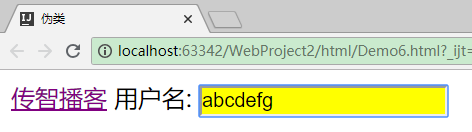 伪类
localhost:63342/WebProject2/html/Demo6.html?_ijt=
传智播客 用户名: abcdefg